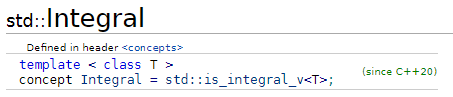 std::Integral
Defined in header <concepts>
template < class T >
concept Integral = std::is_integral_v<T>;
(since C++20)